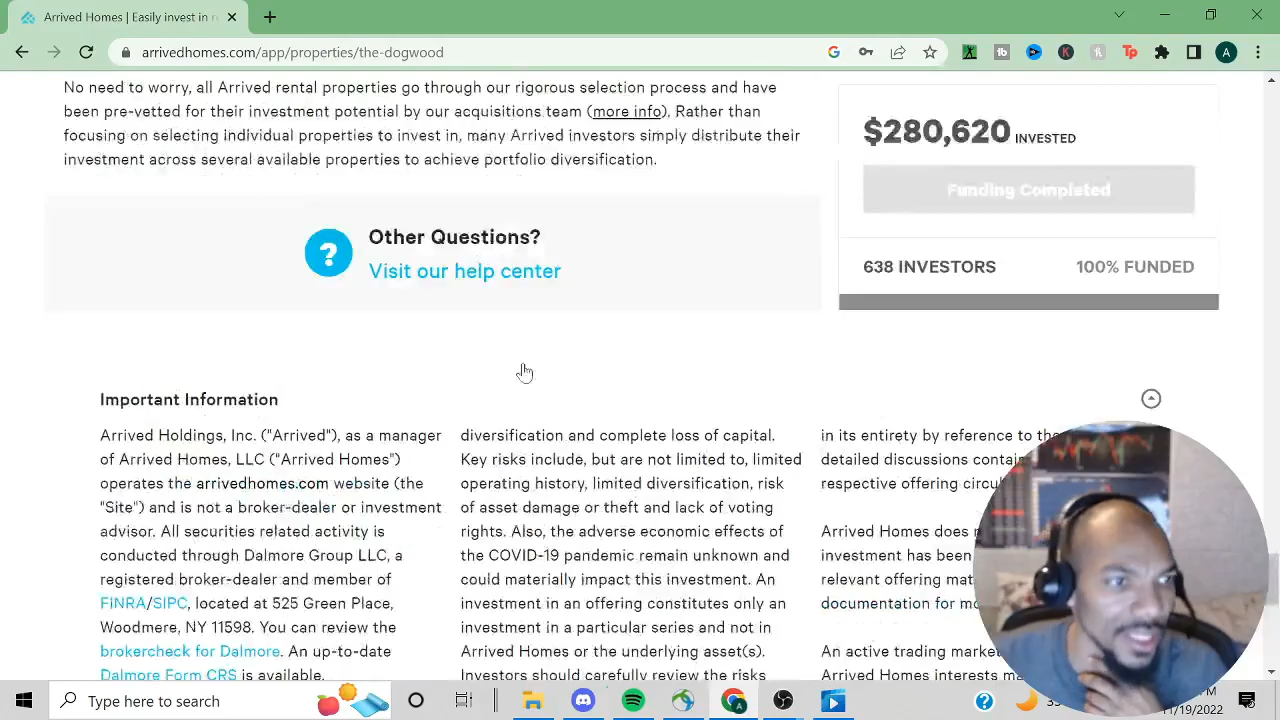 Arrived Homes | Easily invest in r
arrivedhomes.com/app/properties/the-dogwood
No need to worry, all Arrived rental properties go through our rigorous selection process and have
been pre-vetted for their investment potential by our acquisitions team (more info). Rather than
focusing on selecting individual properties to invest in, many Arrived investors simply distribute their
investment across several available properties to achieve portfolio diversification.
$280,620 INVESTED
Funding Completed
638 INVESTORS 100% FUNDED
Other Questions?
Visit our help center
Important Information
Arrived Holdings, Inc. ("Arrived"), as a manager
of Arrived Homes, LLC ("Arrived Homes")
operates the arrivedhomes.com website (the
"Site") and is not a broker-dealer or investment
advisor. All securities related activity is
conducted through Dalmore Group LLC, a
registered broker-dealer and member of
FINRA/SIPC, located at 525 Green Place,
Woodmere, NY 11598. You can review the
brokercheck for Dalmore. An up-to-date
Dalmore Form CRS is available.
diversification and complete loss of capital.
Key risks include, but are not limited to, limited
operating history, limited diversification, risk
of asset damage or theft and lack of voting
rights. Also, the adverse economic effects of
the COVID-19 pandemic remain unknown and
could materially impact this investment. An
investment in an offering constitutes only an
investment in a particular series and not in
Arrived Homes or the underlying asset(s).
Investors should carefully review the risks
in its entirety by reference to the
detailed discussions contain
respective offering circu
Arrived Homes does
investment has been
relevant offering mat
documentation for mo
An active trading market
Arrived Homes interests ma
Type here to search
11/19/2022